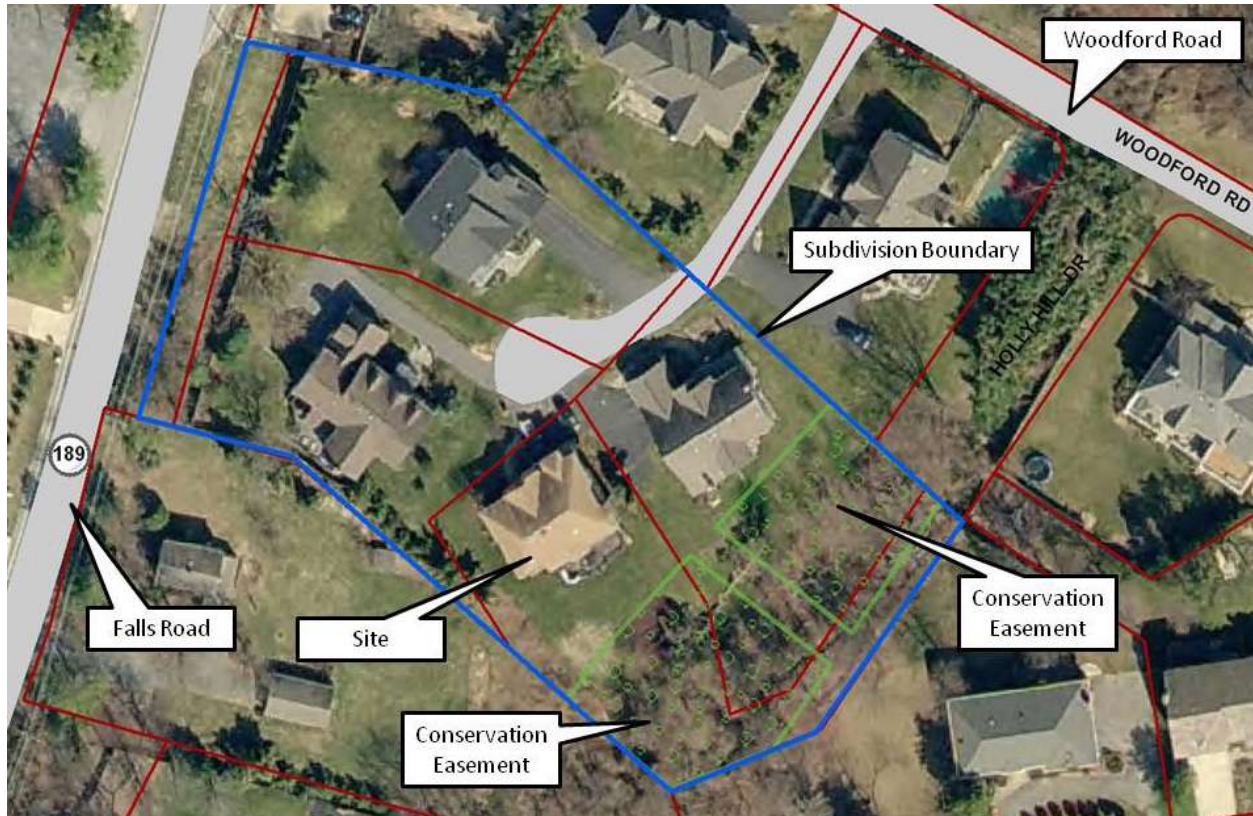 Woodford Road
WOODFORD RD
Subdivision Boundary
HOLLY HILL DR
189
Falls Road
Site
Conservation
Easement
Conservation
Easement